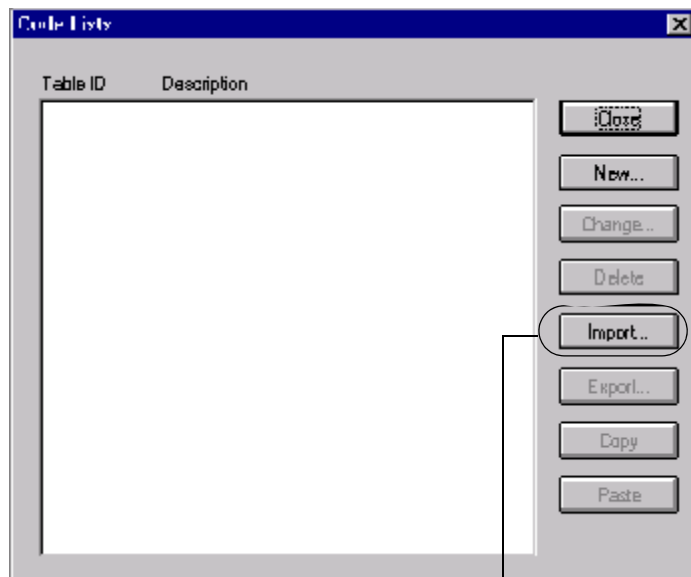 Code Lists
Table ID Description
Close
New...
Change...
Delete
Import...
Export...
Copy
Paste